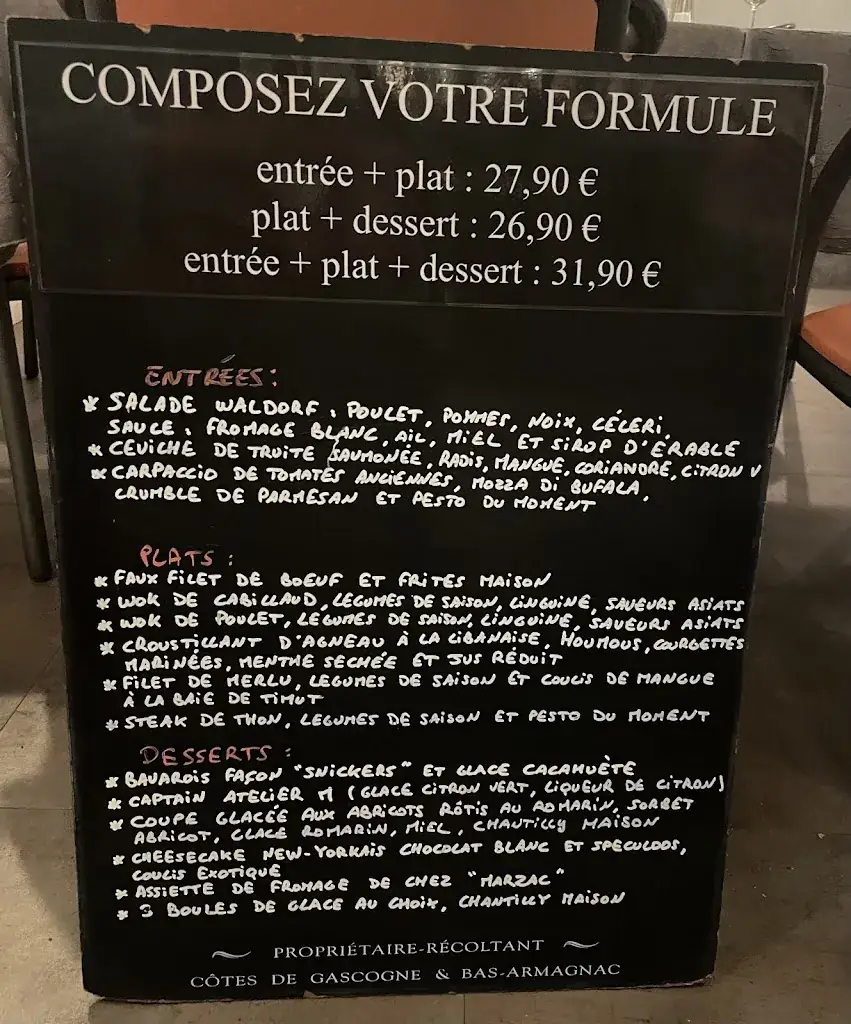 COMPOSEZ VOTRE FORMULE
entrée + plat : 27,90 €
plat + dessert : 26,90 €
entrée + plat + dessert : 31,90 €
ENTRÉES :
* SALADE WALDORF : POULET, POMMES, NOIX, CÉLERI,
SAUCE : FROMAGE BLANC, AIL, MIEL ET SIROP D'ÉRABLE
* CEVICHE DE TRUITE SAUMONÉE, RADIS, MANGUE, CORIANDRE, CITRON V
* CARPACCIO DE TOMATES ANCIENNES, MOZZA DI BUFALA,
CRUMBLE DE PARMESAN ET PESTO DU MOMENT
PLATS :
* FAUX FILET DE BOEUF ET FRITES MAISON
* WOK DE CABILLAUD, LÉGUMES DE SAISON, LINGUINE, SAVEURS ASIATS
* WOK DE POULET, LÉGUMES DE SAISON, LINGUINE, SAVEURS ASIATS
* CROUSTILLANT D'AGNEAU À LA LIBANAISE, HOUMOUS, COURGETTES
MARINÉES, MENTHE SÉCHÉE ET JUS RÉDUIT
* FILET DE MERLU, LEGUMES DE SAISON ET COULIS DE MANGUE
À LA BAIE DE TIMUT
* STEAK DE THON, LEGUMES DE SAISON ET PESTO DU MOMENT
DESSERTS :
* BAVAROIS FAÇON "SNICKERS" ET GLACE CACAHUÈTE
* CAPTAIN ATELIER M (GLACE CITRON VERT, LIQUEUR DE CITRON)
* COUPE GLACÉE AUX ABRICOTS RÔTIS AU ROMARIN, SORBET
ABRICOT, GLACE ROMARIN, MIEL, CHANTILLY MAISON
* CHEESECAKE NEW-YORKAIS CHOCOLAT BLANC ET SPECULOOS,
COULIS EXOTIQUE
* ASSIETTE DE FROMAGE DE CHEZ "MARZAC"
* 3 BOULES DE GLACE AU CHOIX, CHANTILLY MAISON
PROPRIÉTAIRE-RÉCOLTANT
CÔTES DE GASCOGNE & BAS-ARMAGNAC